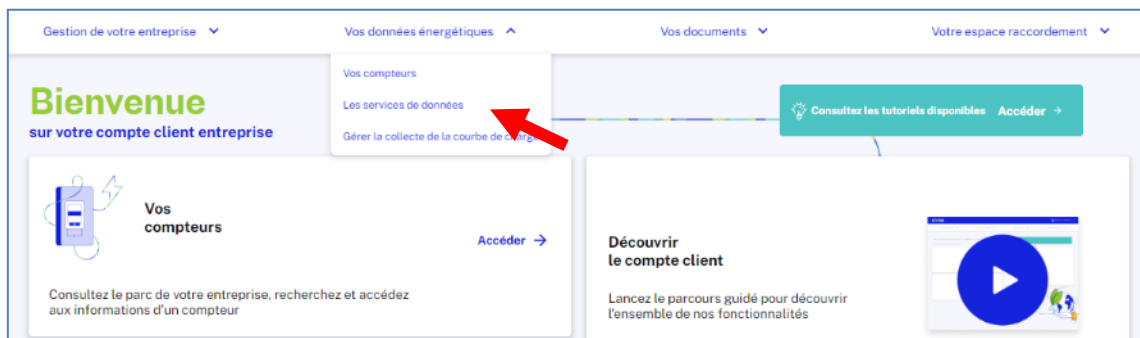 Gestion de votre entreprise
Vos données énergétiques
Vos documents
Votre espace raccordement
Vos compteurs
Les services de données
Gérer la collecte de la courbe de charge
Bienvenue
sur votre compte client entreprise
Consultez les tutoriels disponibles Accéder →
Vos
compteurs
Accéder →
Consultez le parc de votre entreprise, recherchez et accédez
aux informations d'un compteur
Découvrir
le compte client
Lancez le parcours guidé pour découvrir
l'ensemble de nos fonctionnalités